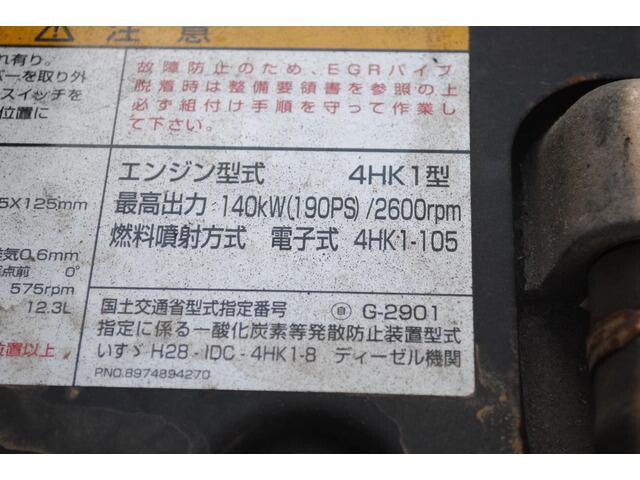 注意
れ有り。
バーを取り外
スイッチを
位置に
故障防止のため、EGRパイプ
脱着時は整備要領書を参照の上
必ず組付け手順を守って作業し
て下さい。
エンジン型式 4HK1型
最高出力 140kW(190PS)/2600rpm
燃料噴射方式 電子式 4HK1-105
5X125mm
気0.6mm
点前 0°
575rpm
12.3L
位置以上
国土交通省型式指定番号 自 G-2901
指定に係る一酸化炭素等発散防止装置型式
いすゞ H28-IDC-4HK1-8 ディーゼル機関
PNO.8974894270